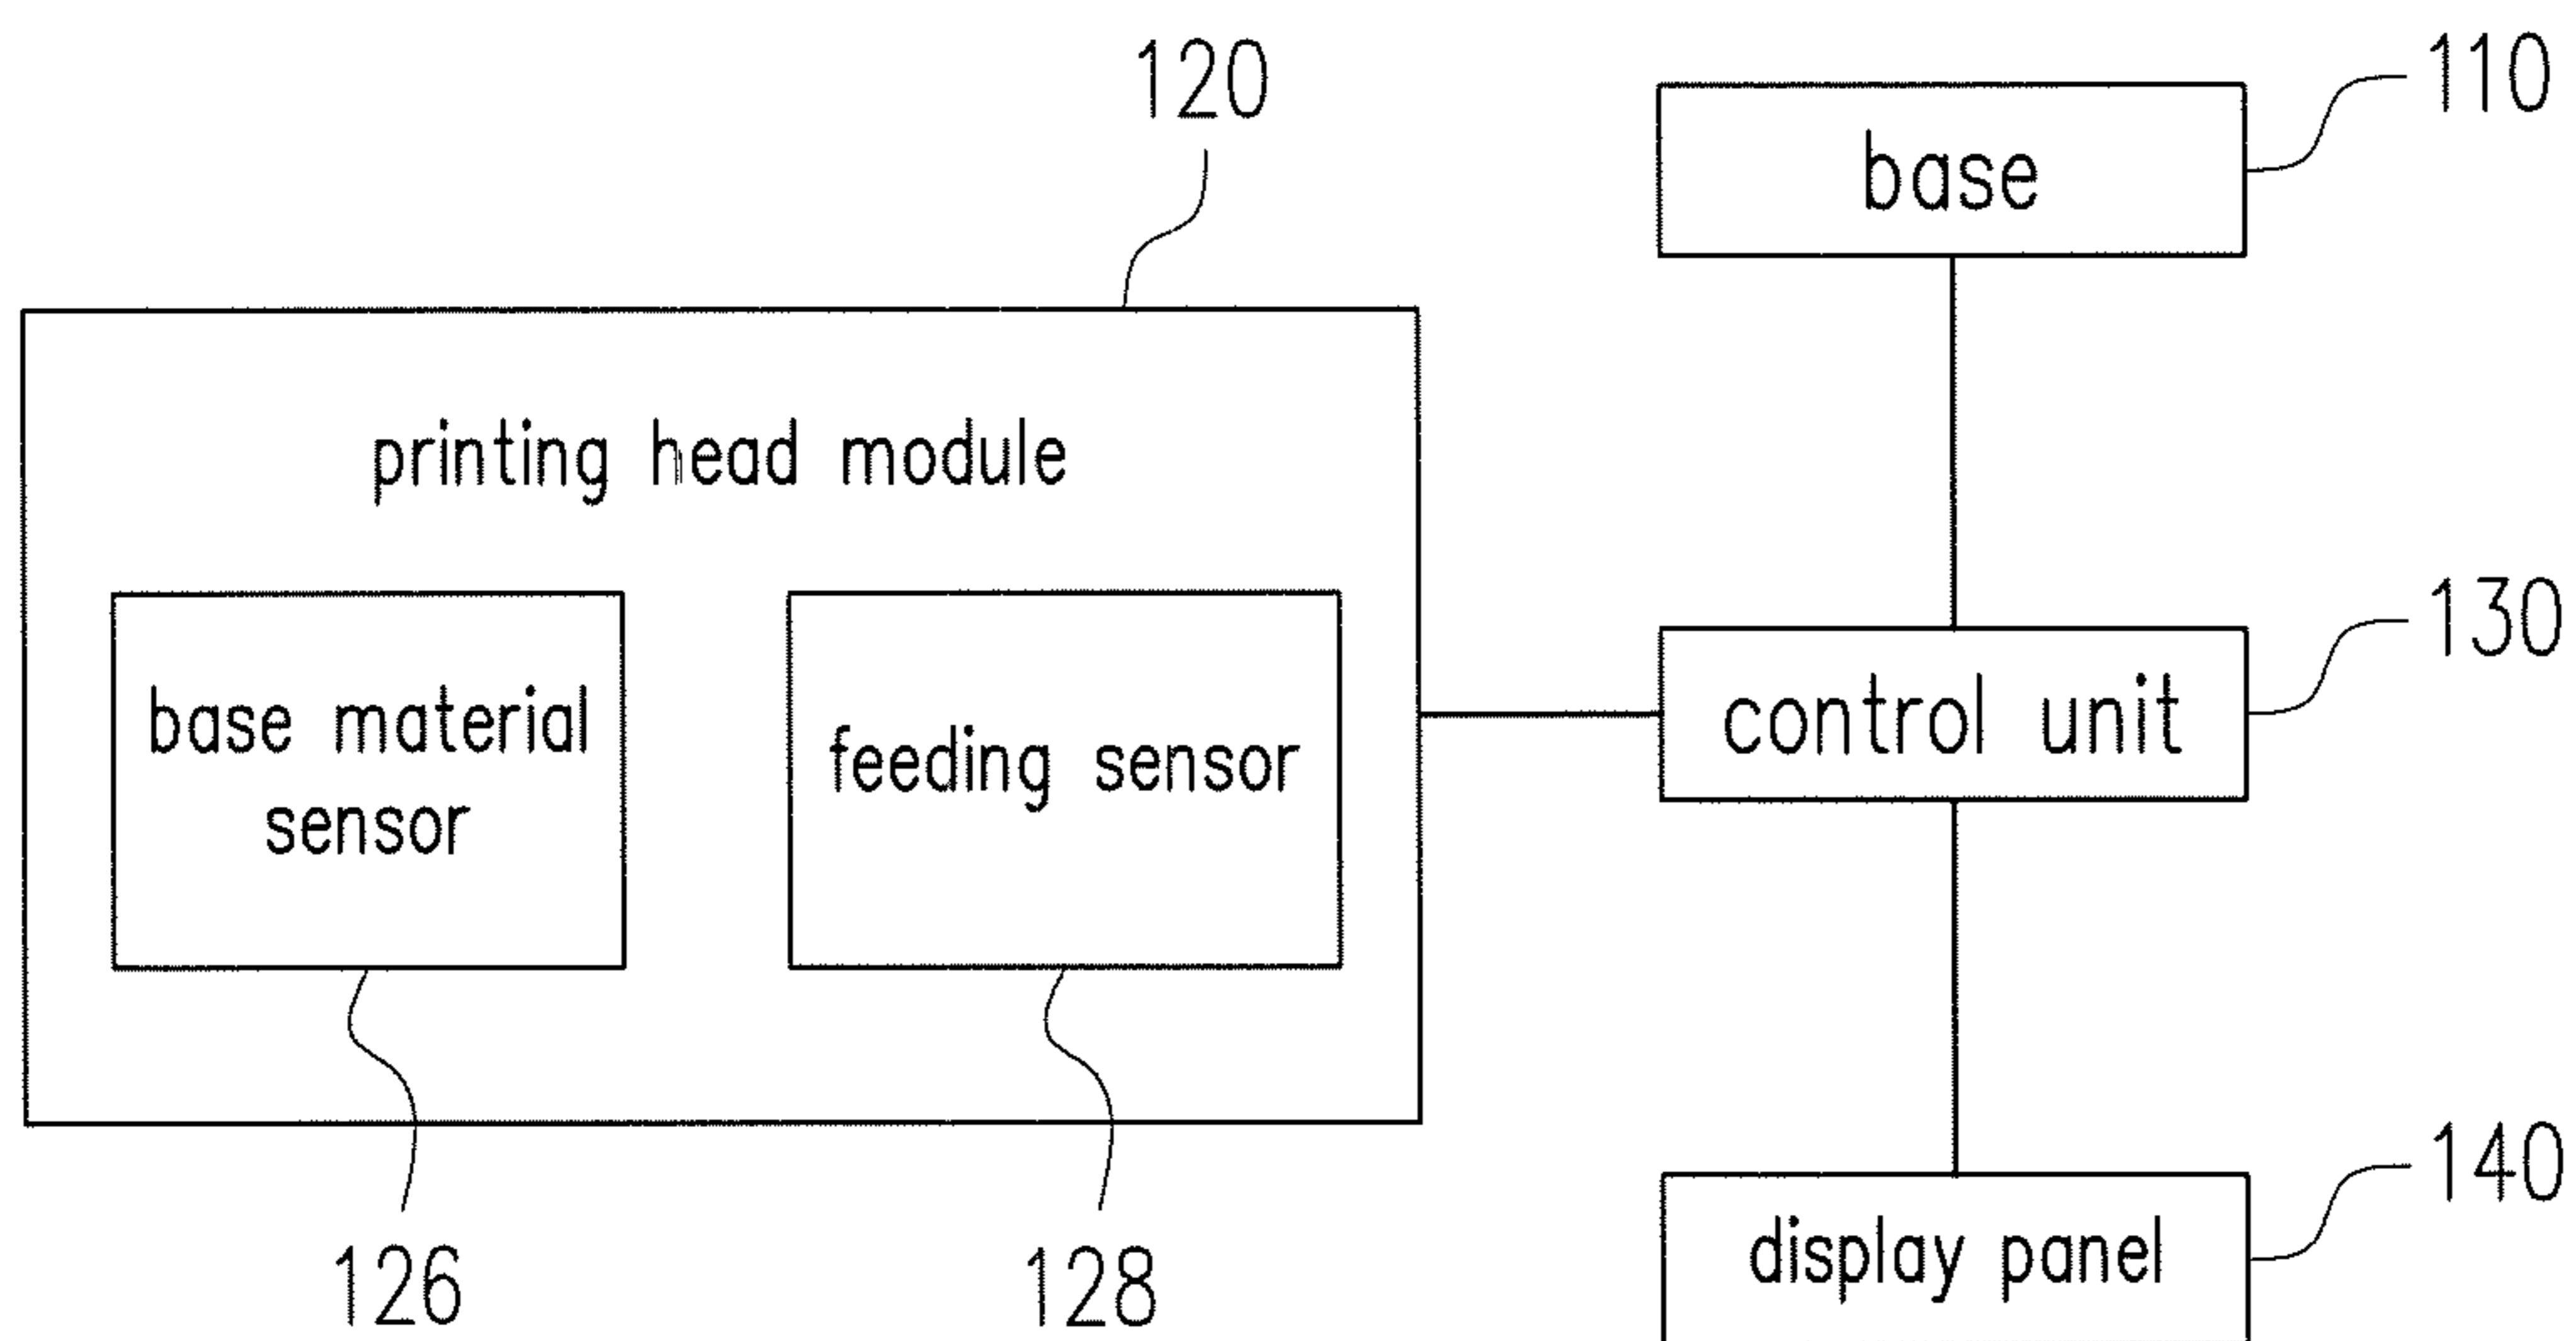 120
110
base
printing head module
base material
sensor
feeding sensor
130
control unit
140
display panel
126
128